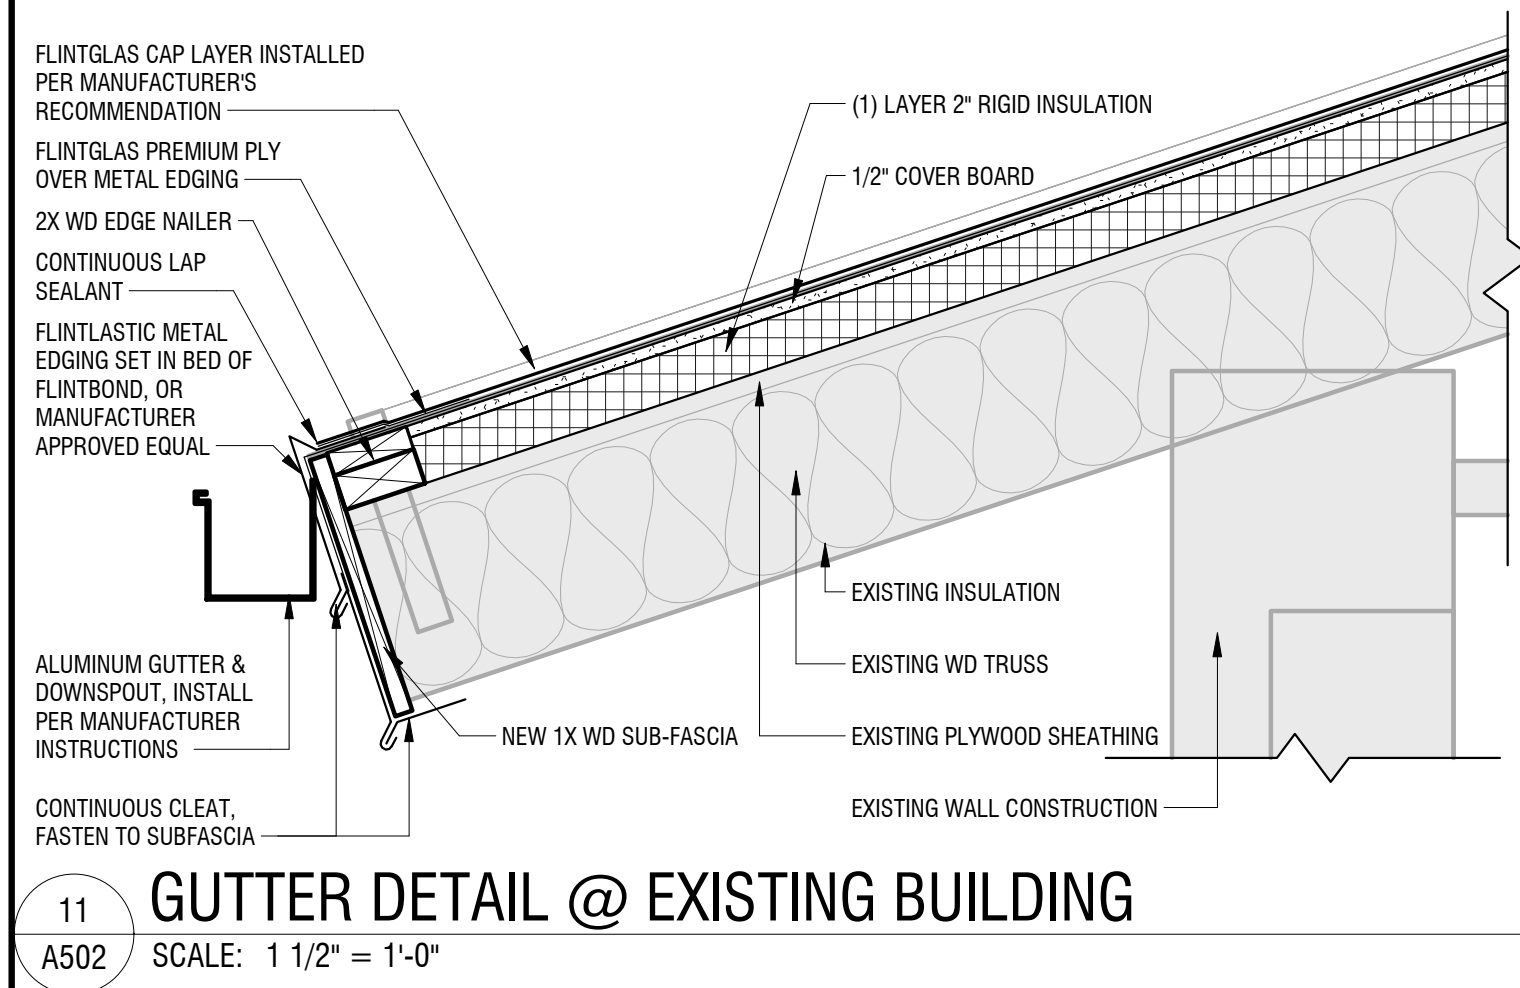 FLINTGLAS CAP LAYER INSTALLED
PER MANUFACTURER'S
RECOMMENDATION
FLINTGLAS PREMIUM PLY
OVER METAL EDGING
2X WD EDGE NAILER
CONTINUOUS LAP
SEALANT
FLINTLASTIC METAL
EDGING SET IN BED OF
FLINTBOND, OR
MANUFACTURER
APPROVED EQUAL
ALUMINUM GUTTER &
DOWNSPOUT, INSTALL
PER MANUFACTURER
INSTRUCTIONS
CONTINUOUS CLEAT,
FASTEN TO SUBFASCIA
NEW 1X WD SUB-FASCIA
(1) LAYER 2" RIGID INSULATION
1/2" COVER BOARD
EXISTING INSULATION
EXISTING WD TRUSS
EXISTING PLYWOOD SHEATHING
EXISTING WALL CONSTRUCTION
11
A502
GUTTER DETAIL @ EXISTING BUILDING
SCALE: 1 1/2" = 1'-0"